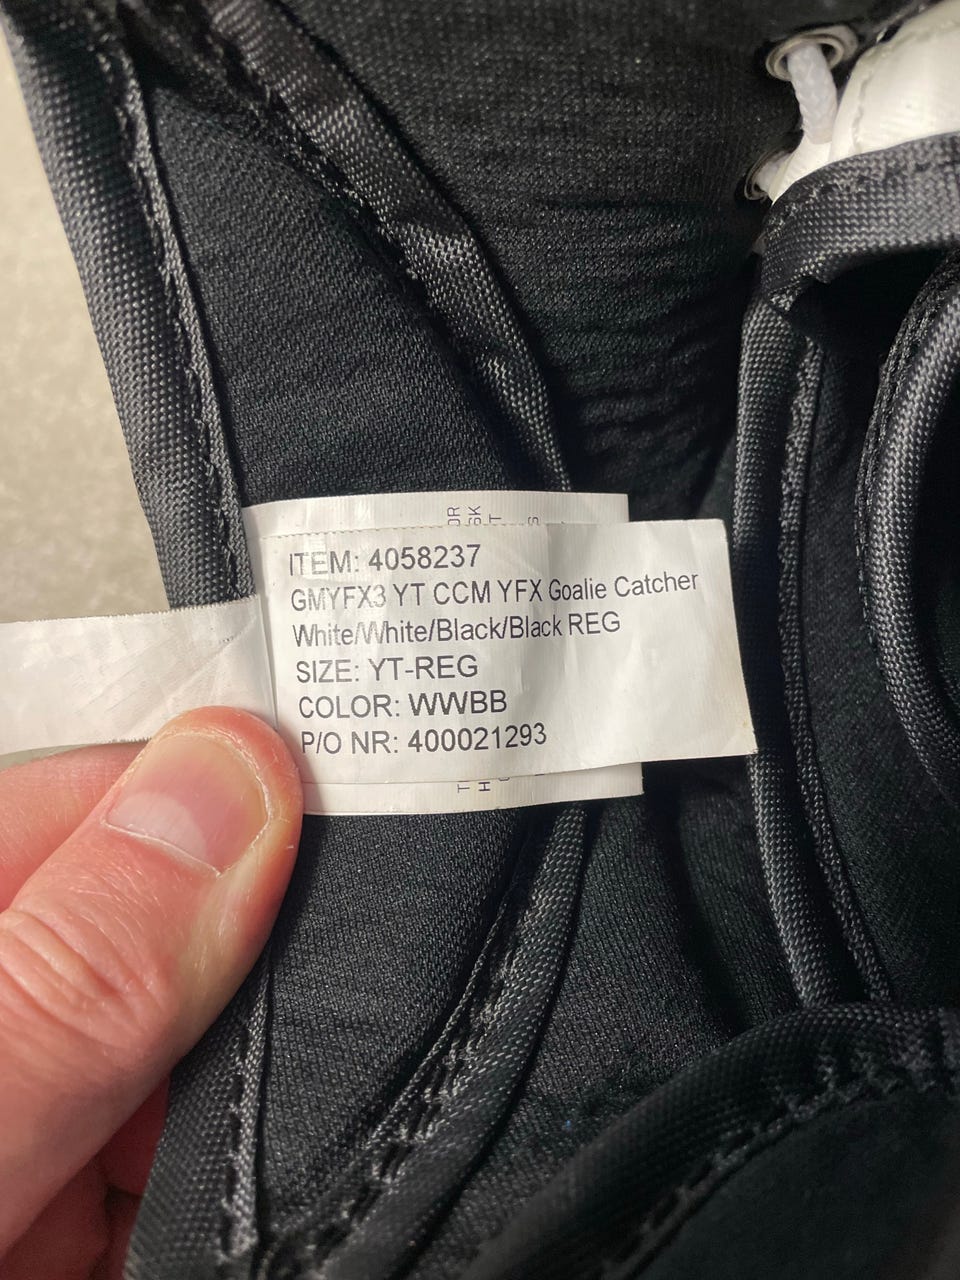 ITEM: 4058237
GMYFX3 YT CCM YFX Goalie Catcher
White/White/Black/Black REG
SIZE: YT-REG
COLOR: WWBB
P/O NR: 400021293